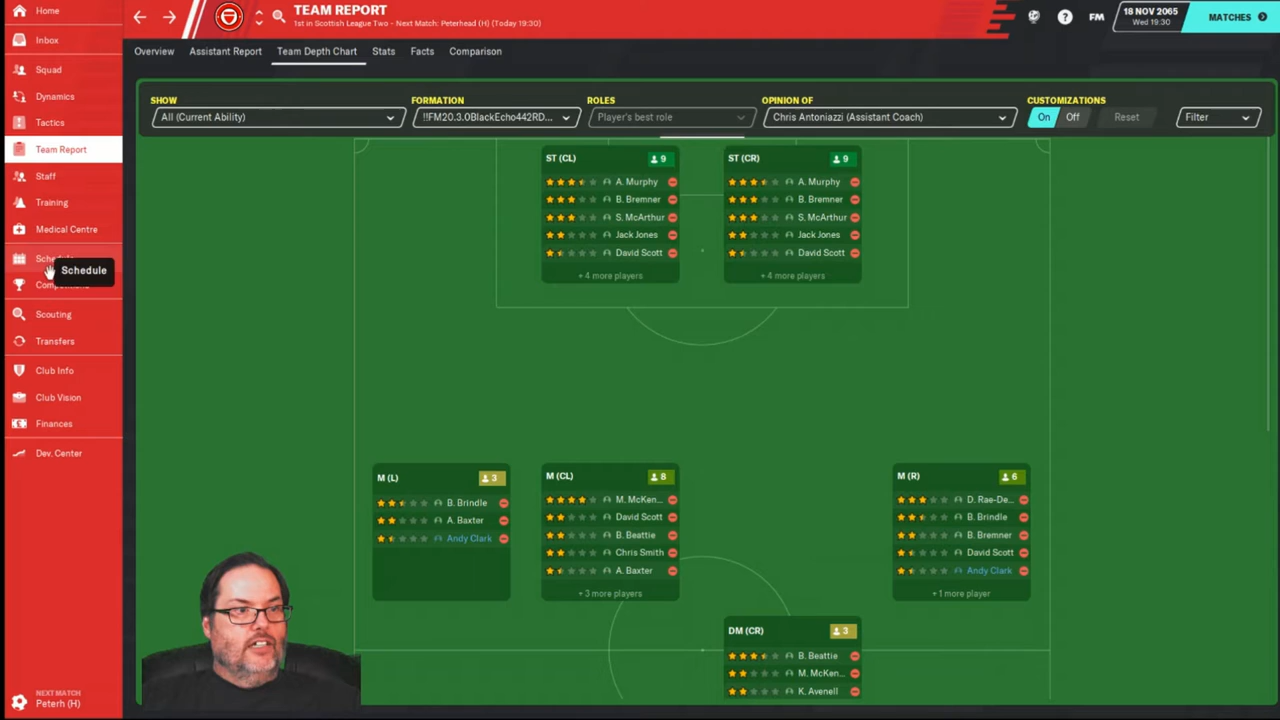 Home
TEAM REPORT
1st in Scottish League Two - Next Match: Peterhead (H) (Today 19:30)
FM
18 NOV 2065
Wed 19:30
MATCHES
Inbox
Squad
Dynamics
Tactics
Team Report
Staff
Training
Medical Centre
Schedule
Scouting
Transfers
Club Info
Club Vision
Finances
Dev. Center
NEXT MATCH
Peterh (H)
Overview
Assistant Report
Team Depth Chart
Stats
Facts
Comparison
SHOW
All (Current Ability)
FORMATION
!!FM20.3.0BlackEcho442RD...
ROLES
Player's best role
OPINION OF
Chris Antoniazzi (Assistant Coach)
CUSTOMIZATIONS
On
Off
Reset
Filter
ST (CL)
9
A. Murphy
B. Bremner
S. McArthur
Jack Jones
David Scott
+ 4 more players
ST (CR)
9
A. Murphy
B. Bremner
S. McArthur
Jack Jones
David Scott
+ 4 more players
M (L)
3
B. Brindle
A. Baxter
Andy Clark
M (CL)
8
M. McKen...
David Scott
B. Beattie
Chris Smith
A. Baxter
+ 3 more players
M (R)
6
D. Rae-De...
B. Brindle
B. Bremner
David Scott
Andy Clark
+ 1 more player
DM (CR)
3
B. Beattie
M. McKen...
K. Avenell